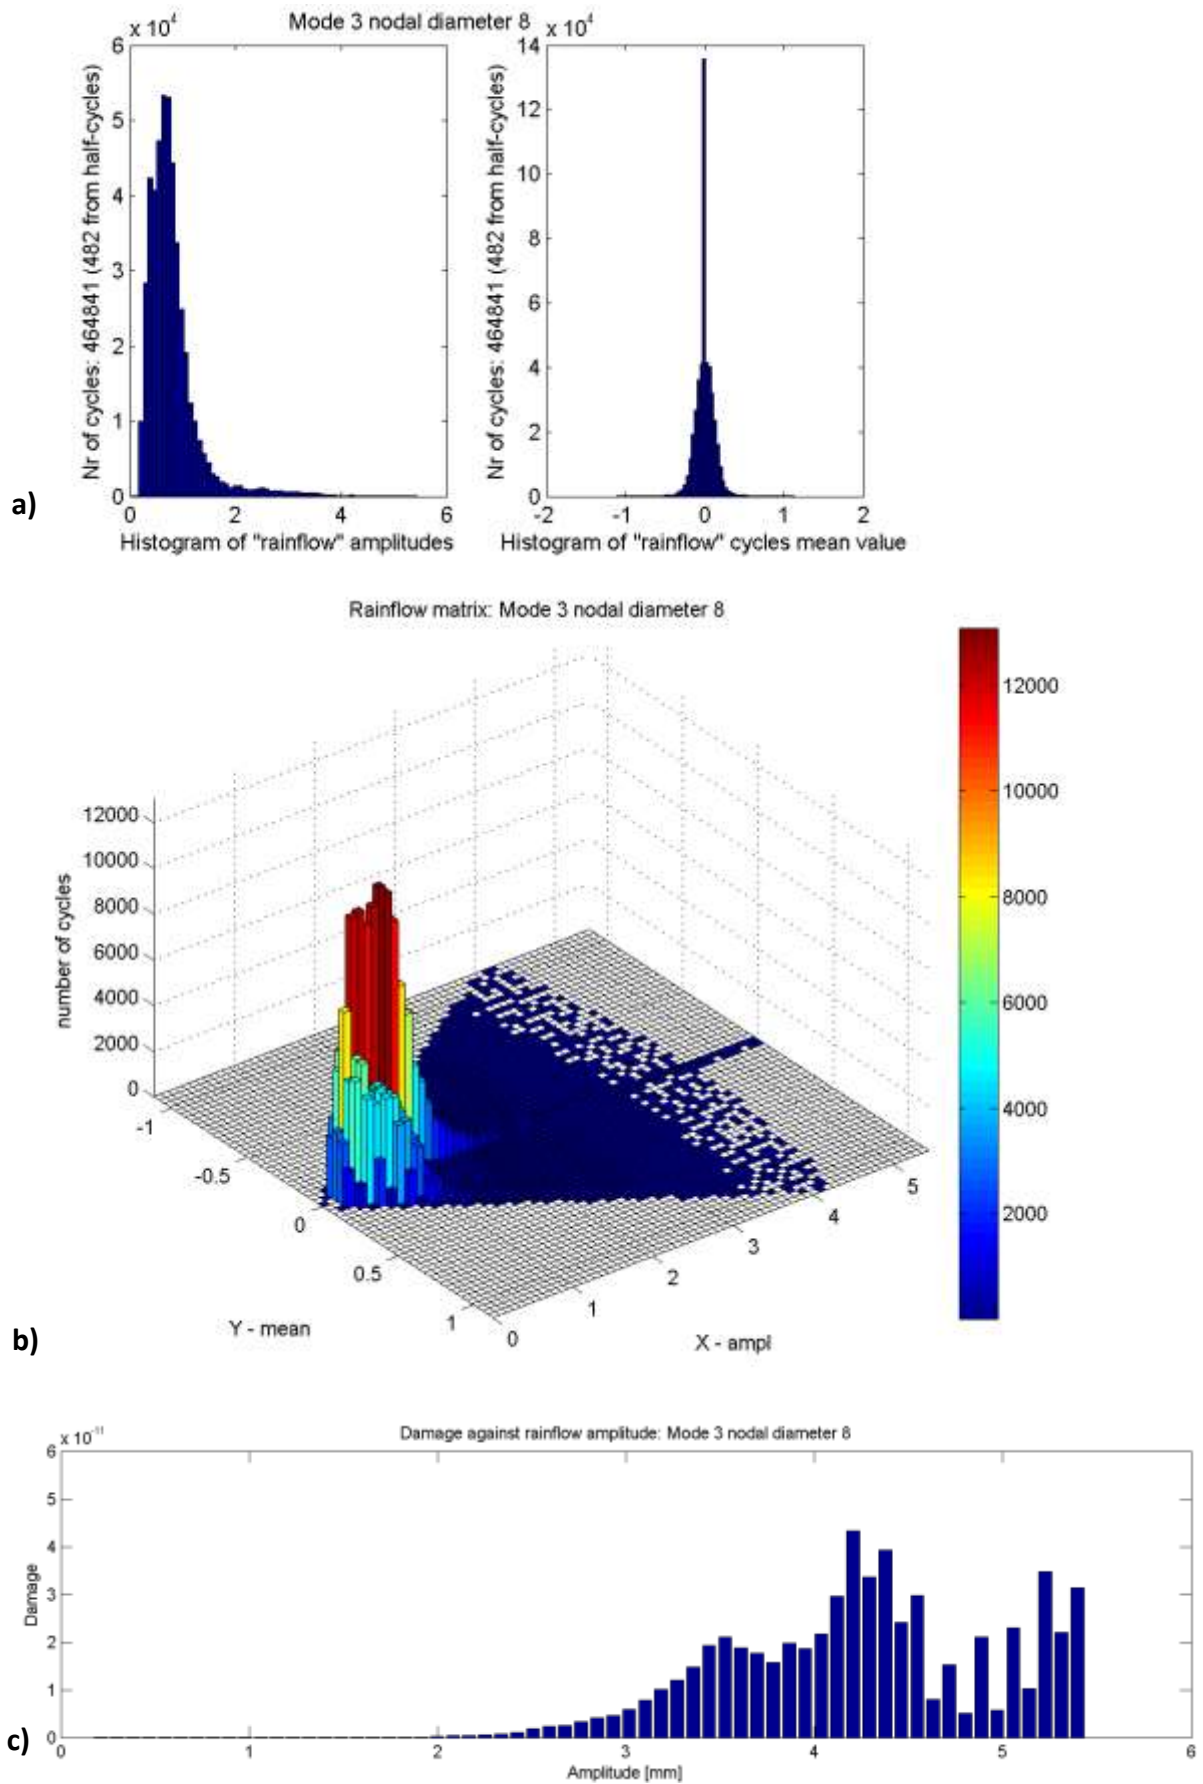 Mode 3 nodal diameter 8
x 10⁴
x 10⁴
6
5
4
3
2
1
0
Nr of cycles: 464841 (482 from half-cycles)
0 2 4 6
Histogram of "rainflow" amplitudes
14
12
10
8
6
4
2
0
Nr of cycles: 464841 (482 from half-cycles)
-2 -1 0 1 2
Histogram of "rainflow" cycles mean value
a)
Rainflow matrix: Mode 3 nodal diameter 8
12000
10000
8000
6000
4000
2000
0
number of cycles
-1
-0.5
0
0.5
1
Y - mean
0
1
2
3
4
5
X - ampl
12000
10000
8000
6000
4000
2000
b)
Damage against rainflow amplitude: Mode 3 nodal diameter 8
x 10⁻¹¹
6
5
4
3
2
1
0
Damage
0 1 2 3 4 5 6
Amplitude [mm]
c)